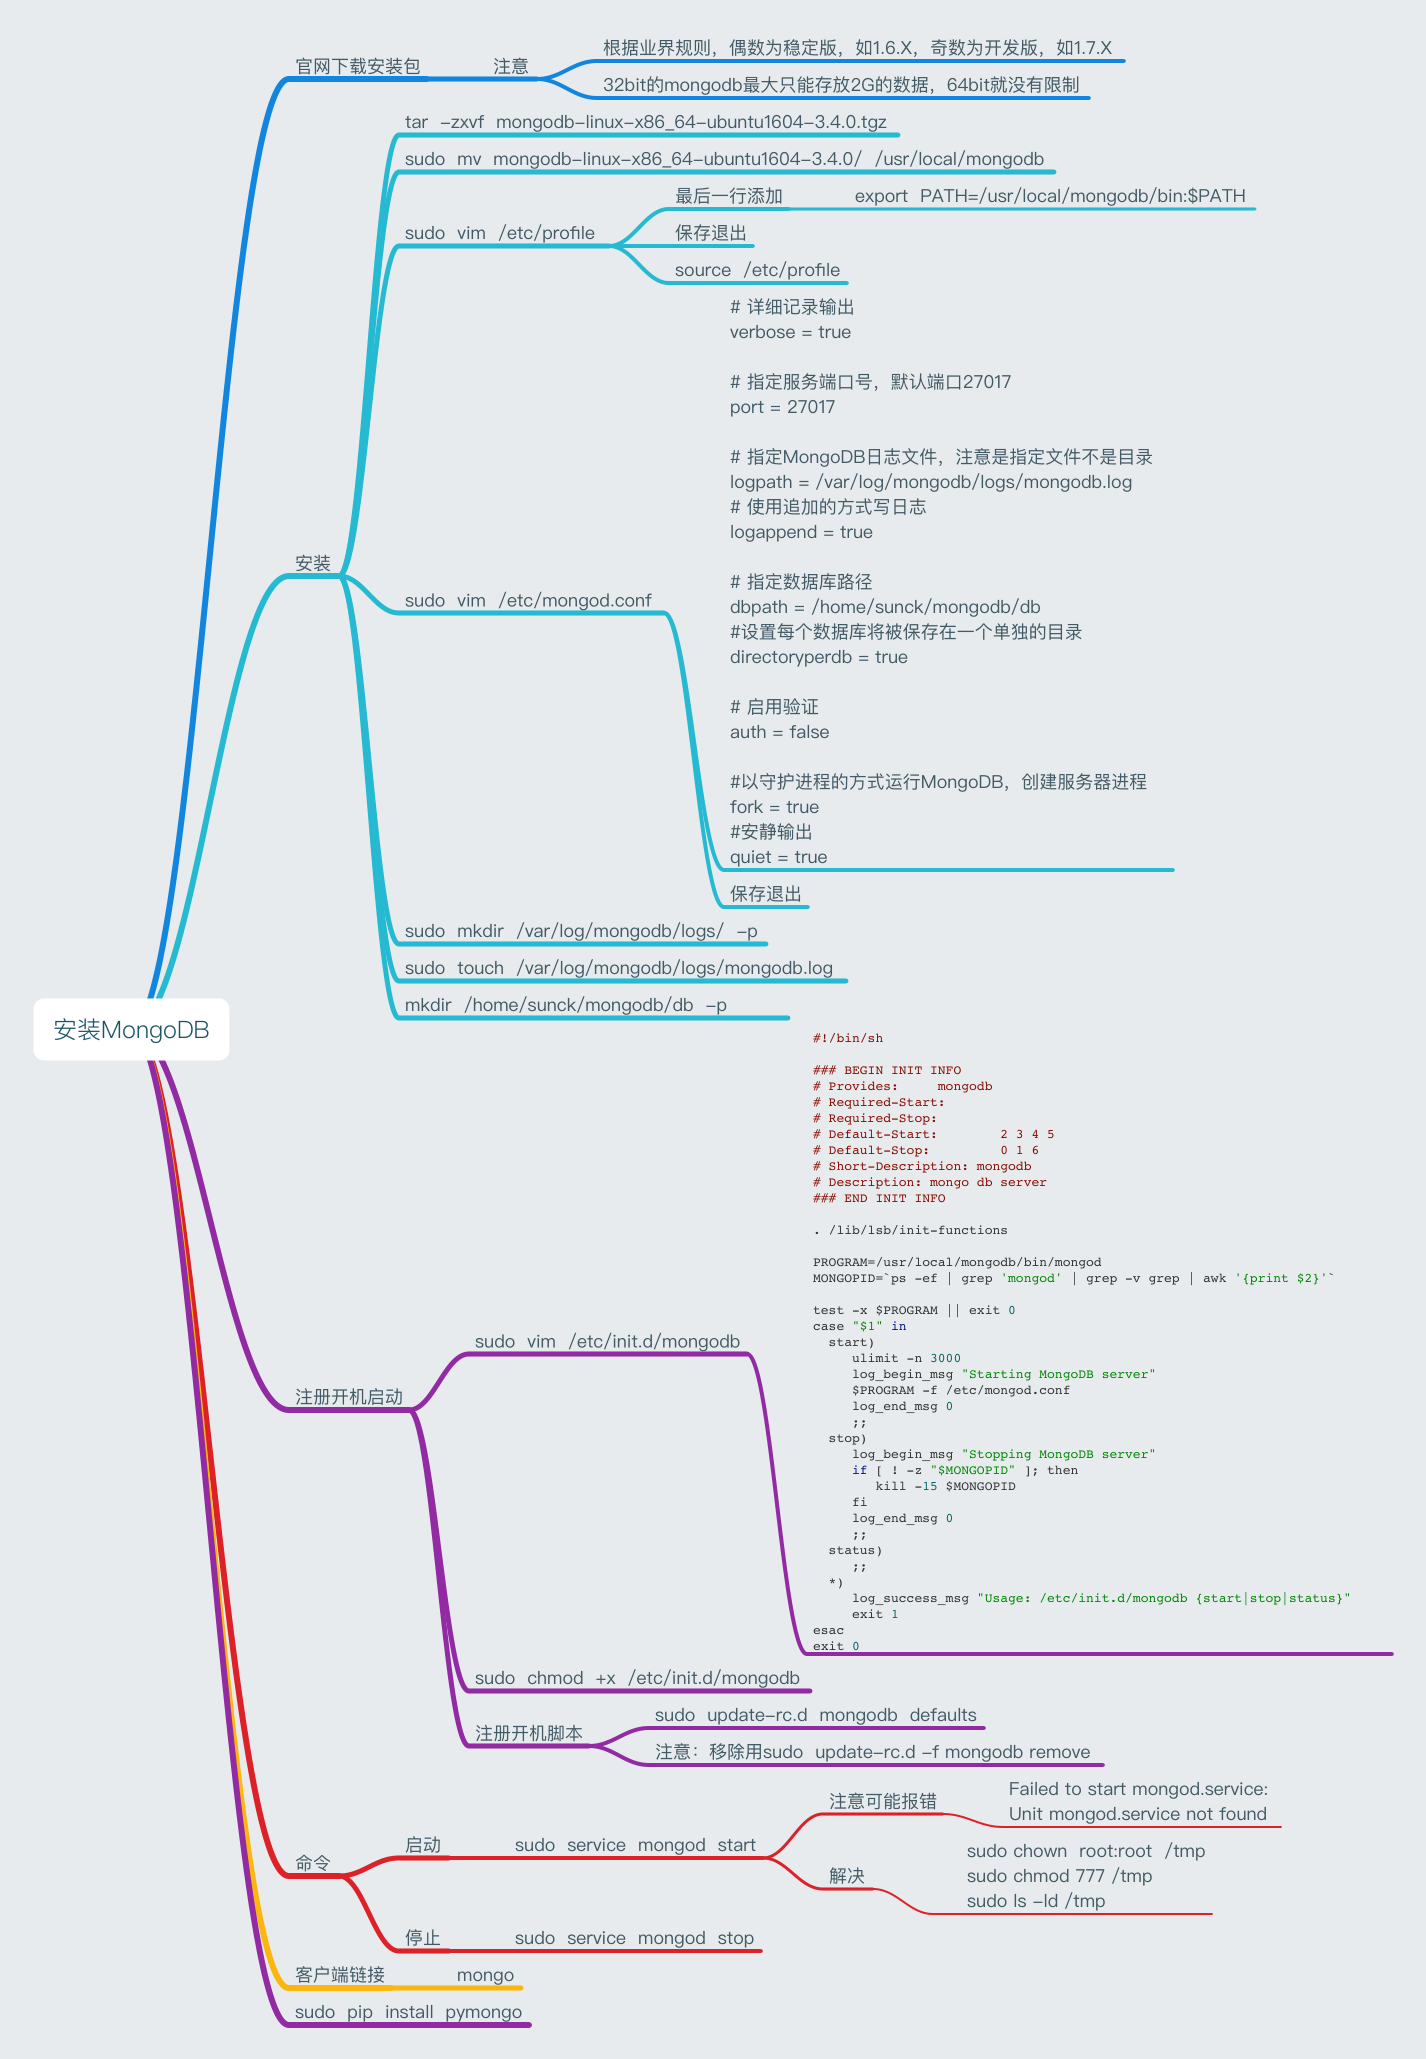 安装MongoDB
官网下载安装包
注意
根据业界规则，偶数为稳定版，如1.6.X，奇数为开发版，如1.7.X
32bit的mongodb最大只能存放2G的数据，64bit就没有限制
安装
tar -zxvf mongodb-linux-x86_64-ubuntu1604-3.4.0.tgz
sudo mv mongodb-linux-x86_64-ubuntu1604-3.4.0/ /usr/local/mongodb
sudo vim /etc/profile
最后一行添加
export PATH=/usr/local/mongodb/bin:$PATH
保存退出
source /etc/profile
sudo vim /etc/mongod.conf
# 详细记录输出
verbose = true
# 指定服务端口号，默认端口27017
port = 27017
# 指定MongoDB日志文件，注意是指定文件不是目录
logpath = /var/log/mongodb/logs/mongodb.log
# 使用追加的方式写日志
logappend = true
# 指定数据库路径
dbpath = /home/sunck/mongodb/db
#设置每个数据库将被保存在一个单独的目录
directoryperdb = true
# 启用验证
auth = false
#以守护进程的方式运行MongoDB，创建服务器进程
fork = true
#安静输出
quiet = true
保存退出
sudo mkdir /var/log/mongodb/logs/ -p
sudo touch /var/log/mongodb/logs/mongodb.log
mkdir /home/sunck/mongodb/db -p
注册开机启动
sudo vim /etc/init.d/mongodb
#!/bin/sh
### BEGIN INIT INFO
# Provides:     mongodb
# Required-Start:
# Required-Stop:
# Default-Start:        2 3 4 5
# Default-Stop:         0 1 6
# Short-Description: mongodb
# Description: mongo db server
### END INIT INFO
. /lib/lsb/init-functions
PROGRAM=/usr/local/mongodb/bin/mongod
MONGOPID=`ps -ef | grep 'mongod' | grep -v grep | awk '{print $2}'`
test -x $PROGRAM || exit 0
case "$1" in
  start)
     ulimit -n 3000
     log_begin_msg "Starting MongoDB server"
     $PROGRAM -f /etc/mongod.conf
     log_end_msg 0
     ;;
  stop)
     log_begin_msg "Stopping MongoDB server"
     if [ ! -z "$MONGOPID" ]; then
        kill -15 $MONGOPID
     fi
     log_end_msg 0
     ;;
  status)
     ;;
  *)
     log_success_msg "Usage: /etc/init.d/mongodb {start|stop|status}"
     exit 1
esac
exit 0
sudo chmod +x /etc/init.d/mongodb
注册开机脚本
sudo update-rc.d mongodb defaults
注意：移除用sudo update-rc.d -f mongodb remove
命令
启动
sudo service mongod start
注意可能报错
Failed to start mongod.service:
Unit mongod.service not found
解决
sudo chown root:root /tmp
sudo chmod 777 /tmp
sudo ls -ld /tmp
停止
sudo service mongod stop
客户端链接
mongo
sudo pip install pymongo